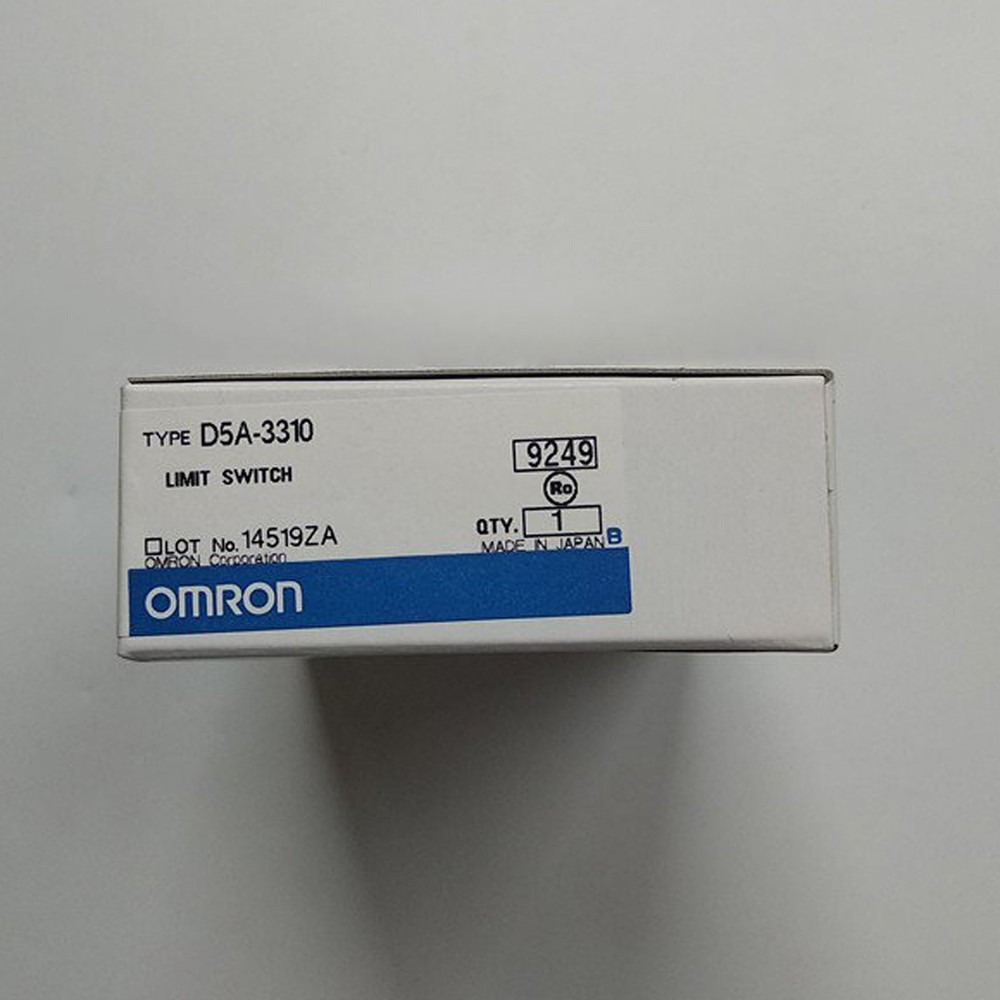 TYPE D5A-3310
LIMIT SWITCH
9249
Ro
QTY. 1
LOT No. 14519ZA
MADE IN JAPAN B
OMRON Corporation
OMRON